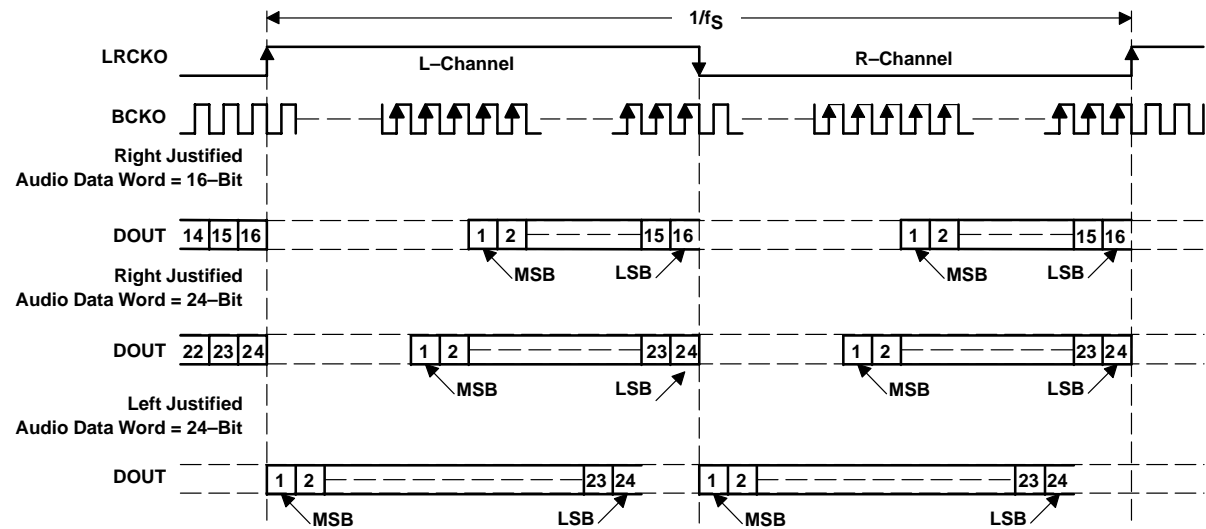 1/fS
LRCKO
L–Channel
R–Channel
BCKO
Right Justified
Audio Data Word = 16–Bit
DOUT
14 15 16
1 2
15 16
1 2
15 16
MSB
LSB
MSB
LSB
Right Justified
Audio Data Word = 24–Bit
DOUT
22 23 24
1 2
23 24
1 2
23 24
MSB
LSB
MSB
LSB
Left Justified
Audio Data Word = 24–Bit
DOUT
1 2
23 24
1 2
23 24
MSB
LSB
MSB
LSB